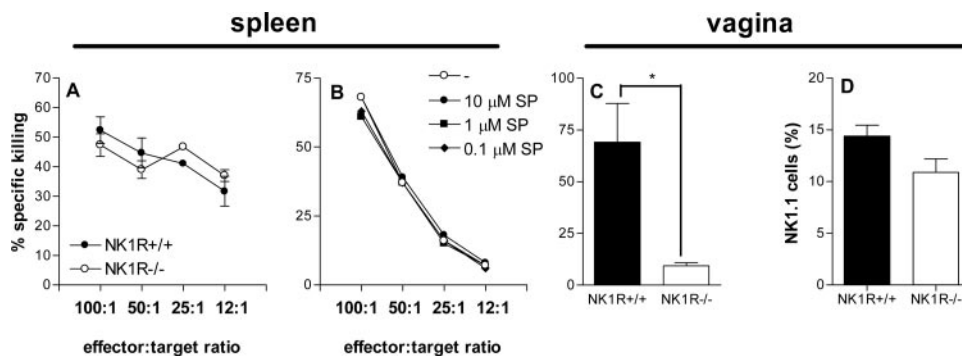 spleen
vagina
A
70
60
50
40
30
20
10
0
% specific killing
NK1R+/+
NK1R-/-
100:1 50:1 25:1 12:1
effector:target ratio
B
75
50
25
0
-
10 μM SP
1 μM SP
0.1 μM SP
100:1 50:1 25:1 12:1
effector:target ratio
C
100
75
50
25
0
*
NK1R+/+ NK1R-/-
D
20
15
10
5
0
NK1.1 cells (%)
NK1R+/+ NK1R-/-